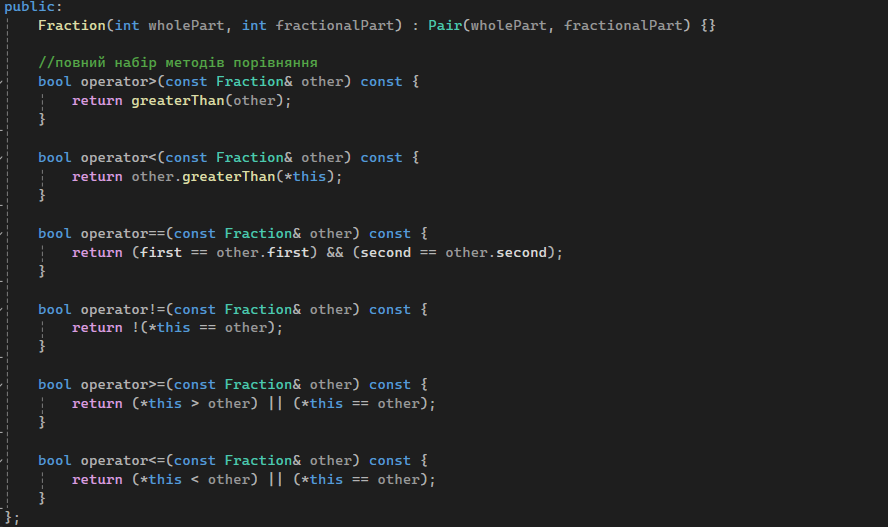 public:
Fraction(int wholePart, int fractionalPart) : Pair(wholePart, fractionalPart) {}
//повний набір методів порівняння
bool operator>(const Fraction& other) const {
return greaterThan(other);
}
bool operator<(const Fraction& other) const {
return other.greaterThan(*this);
}
bool operator==(const Fraction& other) const {
return (first == other.first) && (second == other.second);
}
bool operator!=(const Fraction& other) const {
return !(*this == other);
}
bool operator>=(const Fraction& other) const {
return (*this > other) || (*this == other);
}
bool operator<=(const Fraction& other) const {
return (*this < other) || (*this == other);
}
};